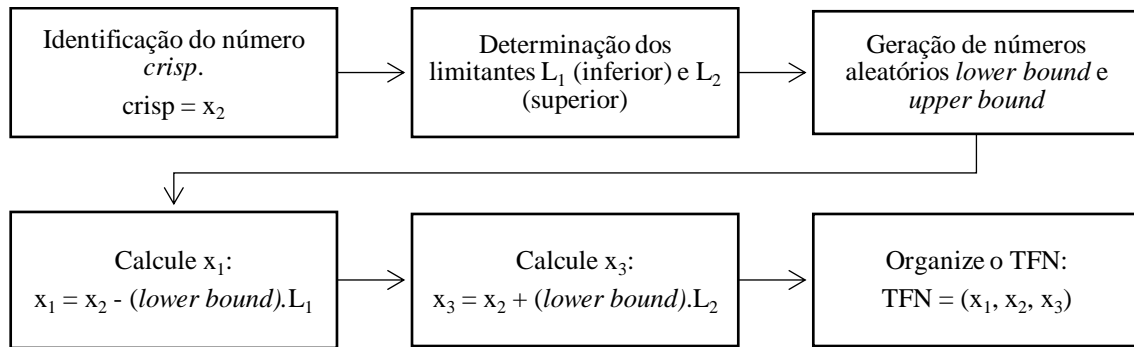 Identificação do número
crisp.
crisp = x₂
Determinação dos
limitantes L₁ (inferior) e L₂
(superior)
Geração de números
aleatórios lower bound e
upper bound
Calcule x₁:
x₁ = x₂ - (lower bound).L₁
Calcule x₃:
x₃ = x₂ + (lower bound).L₂
Organize o TFN:
TFN = (x₁, x₂, x₃)